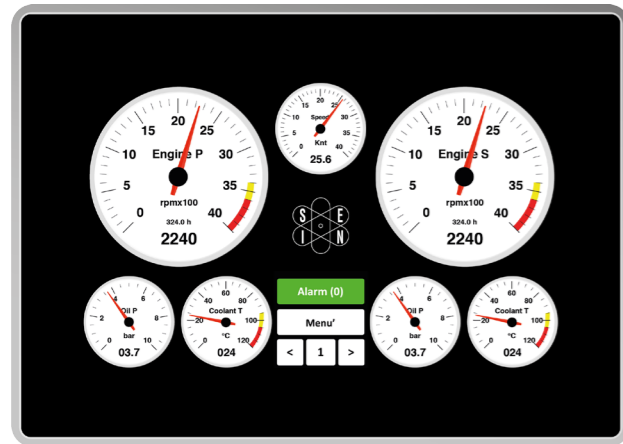 0 5 10 15 20 25 30 35 40
Engine P
rpmx100
324.0 h
2240
0 5 10 15 20 25 30 35 40
Speed
Knt
25.6
0 5 10 15 20 25 30 35 40
Engine S
rpmx100
324.0 h
2240
S E
I N
0 2 4 6 8 10
Oil P
bar
03.7
0 20 40 60 80 100 120
Coolant T
°C
024
Alarm (0)
Menu'
< 1 >
0 2 4 6 8 10
Oil P
bar
03.7
0 20 40 60 80 100 120
Coolant T
°C
024